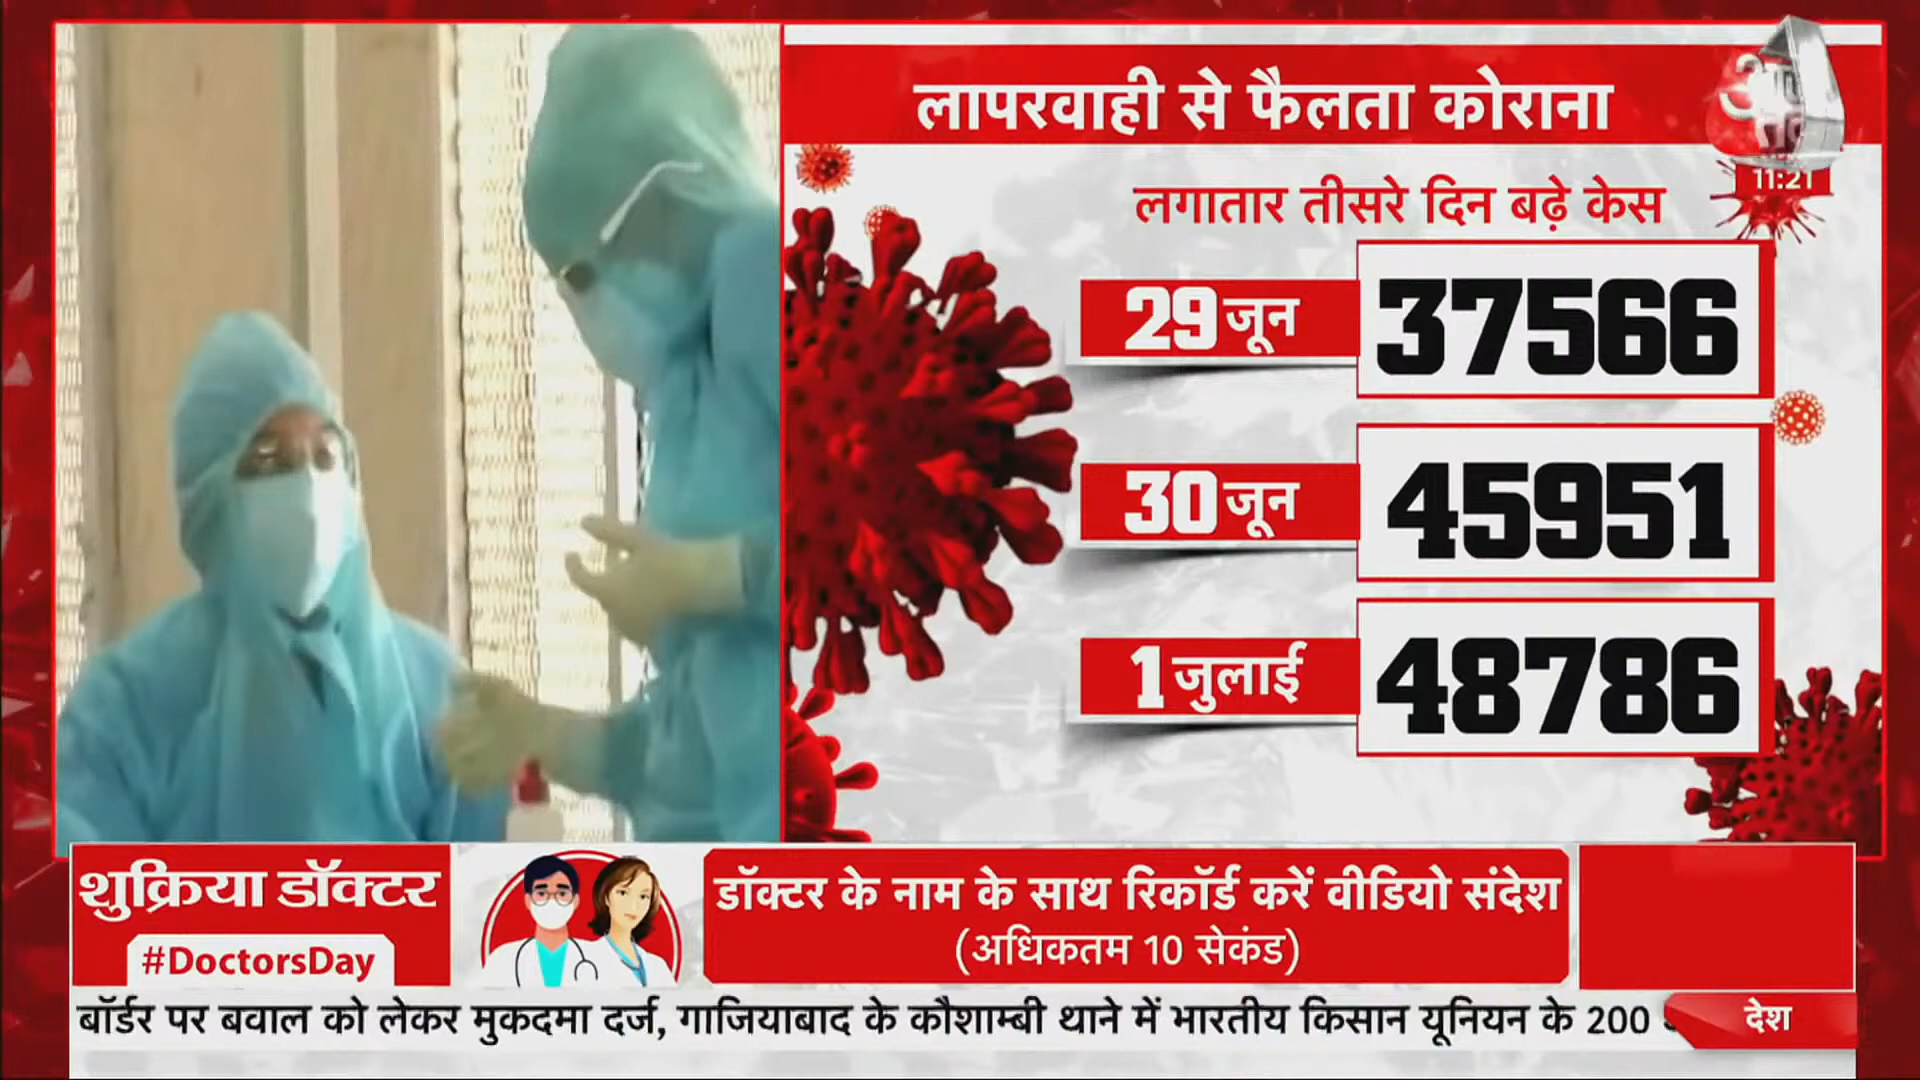 लापरवाही से फैलता कोराना
11:21
लगातार तीसरे दिन बढ़े केस
29 जून 37566
30 जून 45951
1 जुलाई 48786
शुक्रिया डॉक्टर
#DoctorsDay
डॉक्टर के नाम के साथ रिकॉर्ड करें वीडियो संदेश
(अधिकतम 10 सेकंड)
बॉर्डर पर बवाल को लेकर मुकदमा दर्ज, गाजियाबाद के कौशाम्बी थाने में भारतीय किसान यूनियन के 200
देश